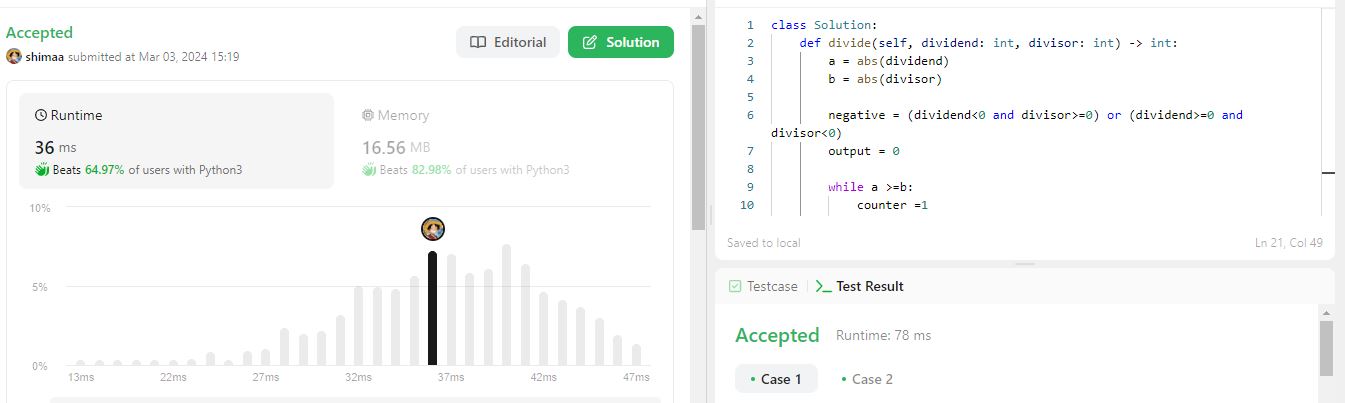 Accepted
shimaa submitted at Mar 03, 2024 15:19
Editorial
Solution
Runtime
36 ms
Beats 64.97% of users with Python3
Memory
16.56 MB
Beats 82.98% of users with Python3
10%
5%
0%
13ms 22ms 27ms 32ms 37ms 42ms 47ms
1 class Solution:
2 def divide(self, dividend: int, divisor: int) -> int:
3 a = abs(dividend)
4 b = abs(divisor)
5
6 negative = (dividend<0 and divisor>=0) or (dividend>=0 and
divisor<0)
7 output = 0
8
9 while a >=b:
10 counter =1
Saved to local
Ln 21, Col 49
Testcase
Test Result
Accepted Runtime: 78 ms
Case 1 Case 2